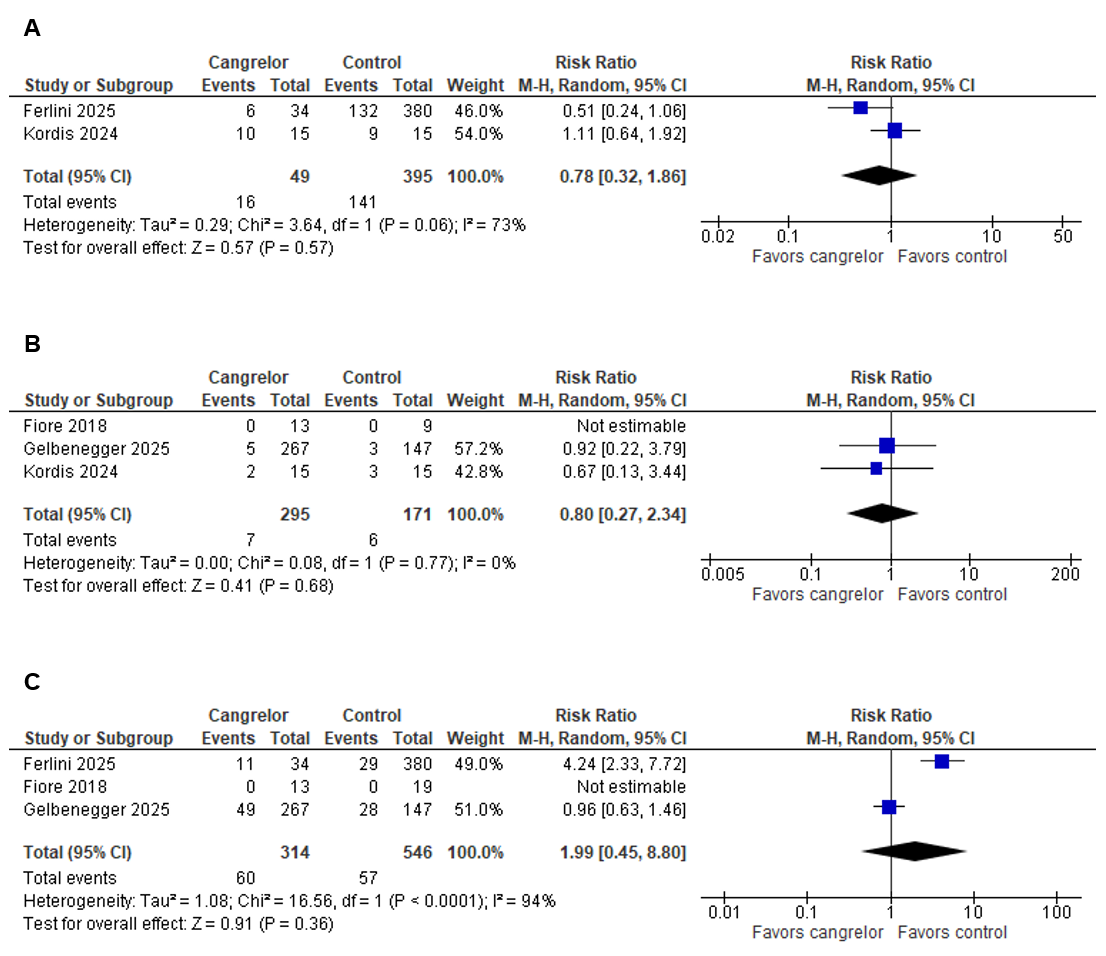 A
Cangrelor Control Risk Ratio Risk Ratio
Study or Subgroup Events Total Events Total Weight M-H, Random, 95% CI M-H, Random, 95% CI
Ferlini 2025 6 34 132 380 46.0% 0.51 [0.24, 1.06]
Kordis 2024 10 15 9 15 54.0% 1.11 [0.64, 1.92]
Total (95% CI) 49 395 100.0% 0.78 [0.32, 1.86]
Total events 16 141
Heterogeneity: Tau² = 0.29; Chi² = 3.64, df = 1 (P = 0.06); I² = 73%
Test for overall effect: Z = 0.57 (P = 0.57)
0.02 0.1 1 10 50
Favors cangrelor Favors control
B
Cangrelor Control Risk Ratio Risk Ratio
Study or Subgroup Events Total Events Total Weight M-H, Random, 95% CI M-H, Random, 95% CI
Fiore 2018 0 13 0 9 Not estimable
Gelbenegger 2025 5 267 3 147 57.2% 0.92 [0.22, 3.79]
Kordis 2024 2 15 3 15 42.8% 0.67 [0.13, 3.44]
Total (95% CI) 295 171 100.0% 0.80 [0.27, 2.34]
Total events 7 6
Heterogeneity: Tau² = 0.00; Chi² = 0.08, df = 1 (P = 0.77); I² = 0%
Test for overall effect: Z = 0.41 (P = 0.68)
0.005 0.1 1 10 200
Favors cangrelor Favors control
C
Cangrelor Control Risk Ratio Risk Ratio
Study or Subgroup Events Total Events Total Weight M-H, Random, 95% CI M-H, Random, 95% CI
Ferlini 2025 11 34 29 380 49.0% 4.24 [2.33, 7.72]
Fiore 2018 0 13 0 19 Not estimable
Gelbenegger 2025 49 267 28 147 51.0% 0.96 [0.63, 1.46]
Total (95% CI) 314 546 100.0% 1.99 [0.45, 8.80]
Total events 60 57
Heterogeneity: Tau² = 1.08; Chi² = 16.56, df = 1 (P < 0.0001); I² = 94%
Test for overall effect: Z = 0.91 (P = 0.36)
0.01 0.1 1 10 100
Favors cangrelor Favors control